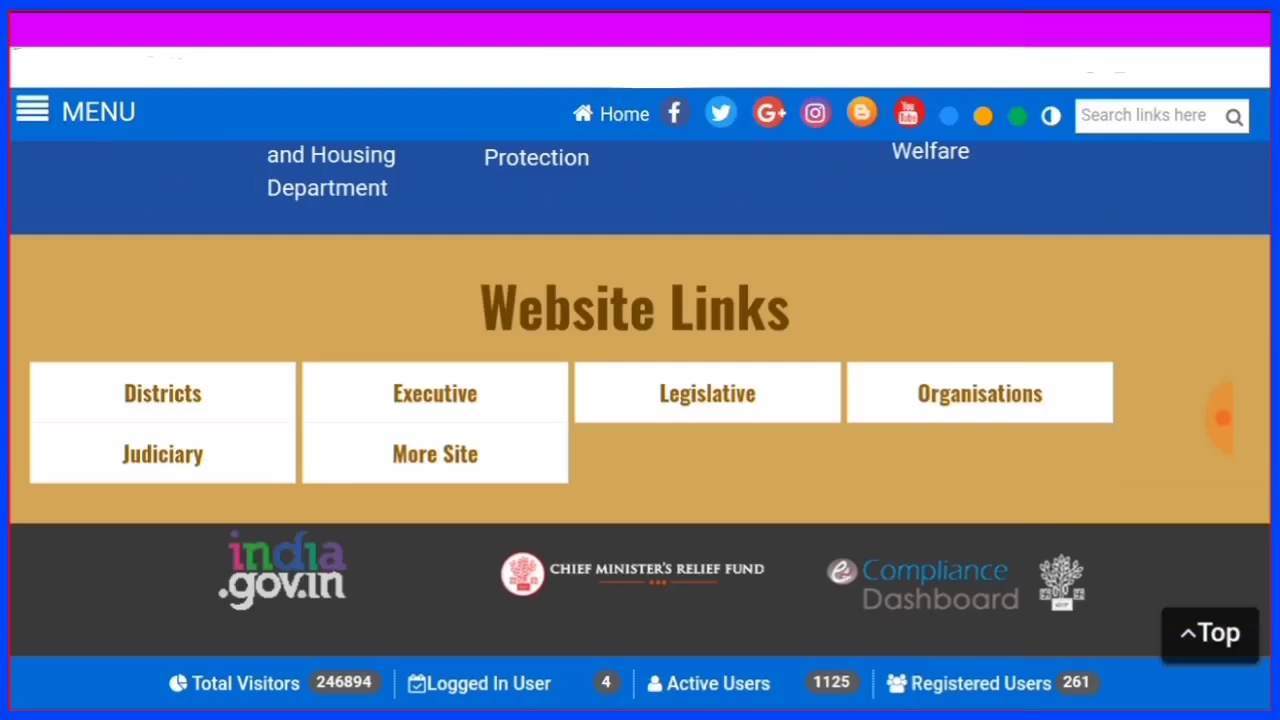 MENU Home Search links here
and Housing Protection Welfare
Department
Website Links
Districts Executive Legislative Organisations
Judiciary More Site
india
.gov.in
CHIEF MINISTER'S RELIEF FUND
Compliance
Dashboard
^Top
Total Visitors 246894 Logged In User 4 Active Users 1125 Registered Users 261